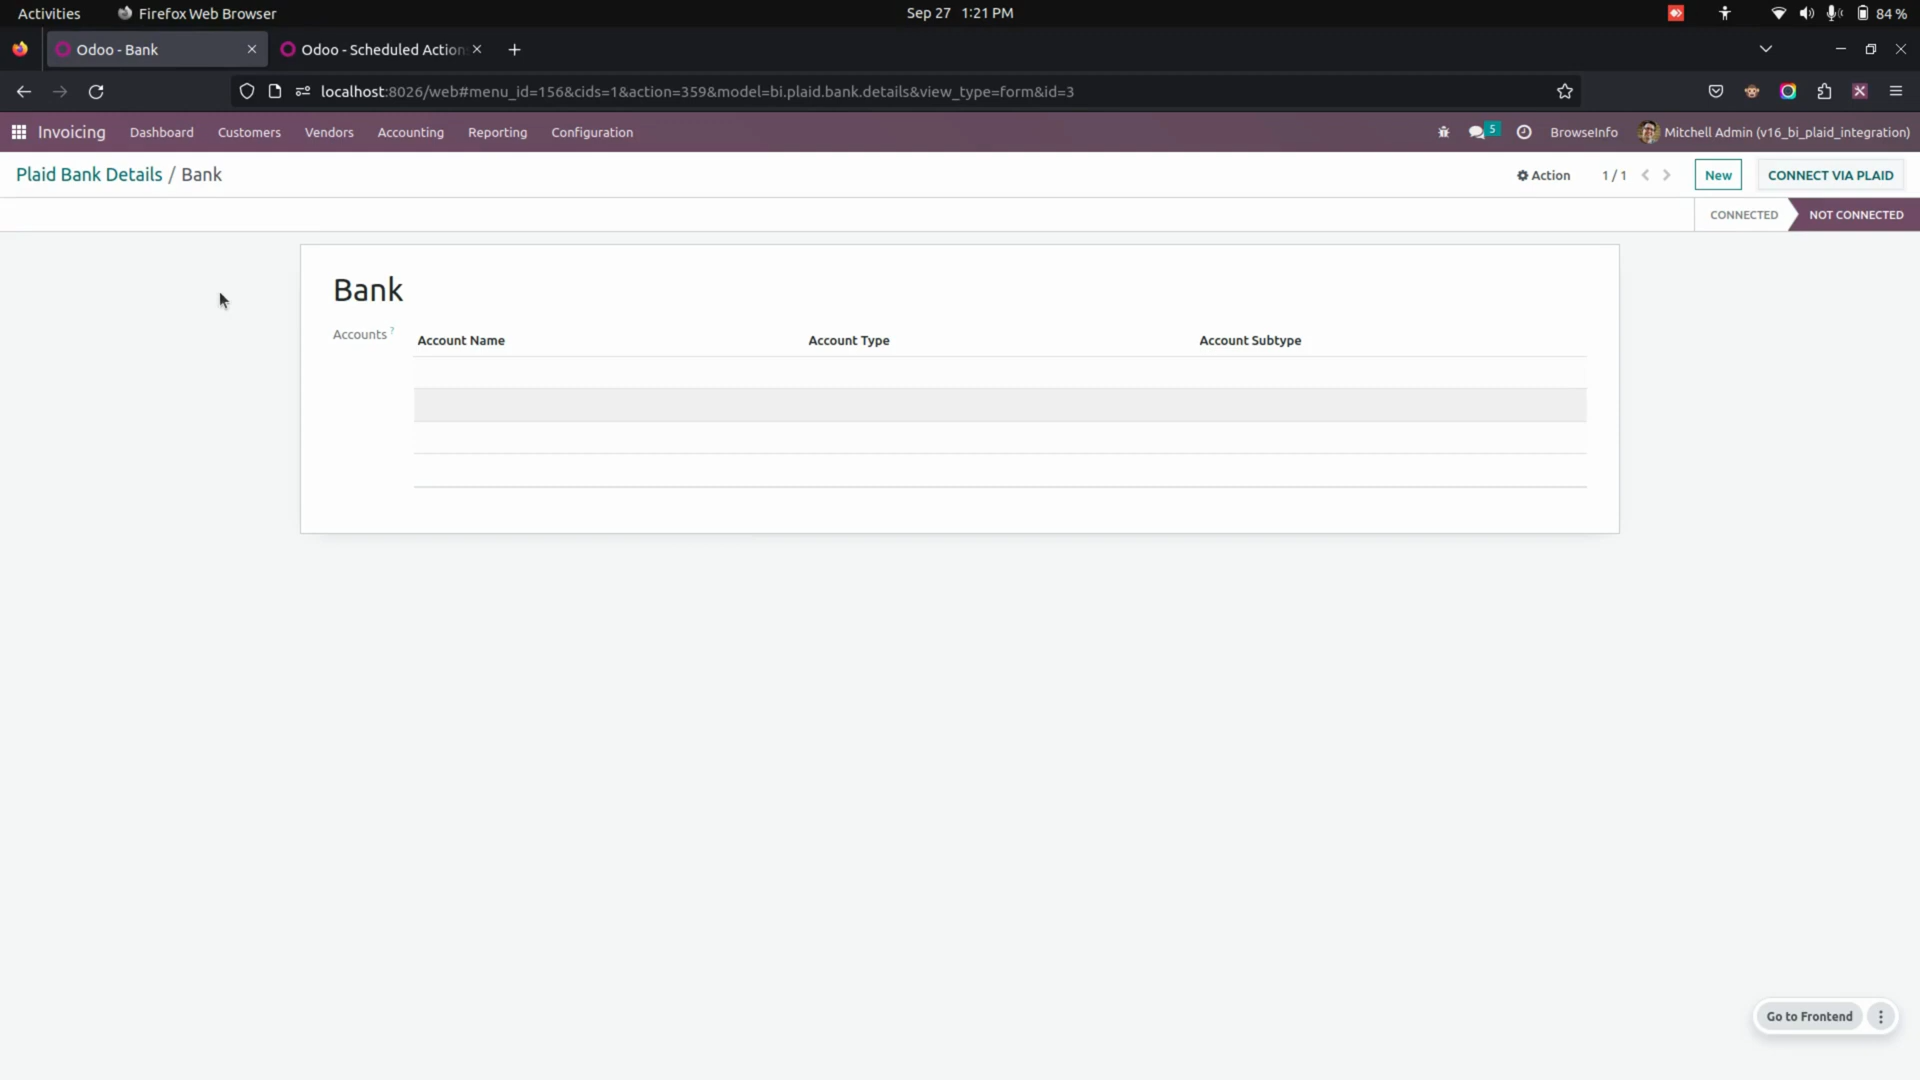 Activities Firefox Web Browser Sep 27 1:21 PM 84 %
Odoo - Bank Odoo - Scheduled Action
localhost:8026/web#menu_id=156&cids=1&action=359&model=bi.plaid.bank.details&view_type=form&id=3
Invoicing Dashboard Customers Vendors Accounting Reporting Configuration 5 BrowseInfo Mitchell Admin (v16_bi_plaid_integration)
Plaid Bank Details / Bank Action 1 / 1 New CONNECT VIA PLAID
CONNECTED NOT CONNECTED
Bank
Accounts ? Account Name Account Type Account Subtype
Go to Frontend